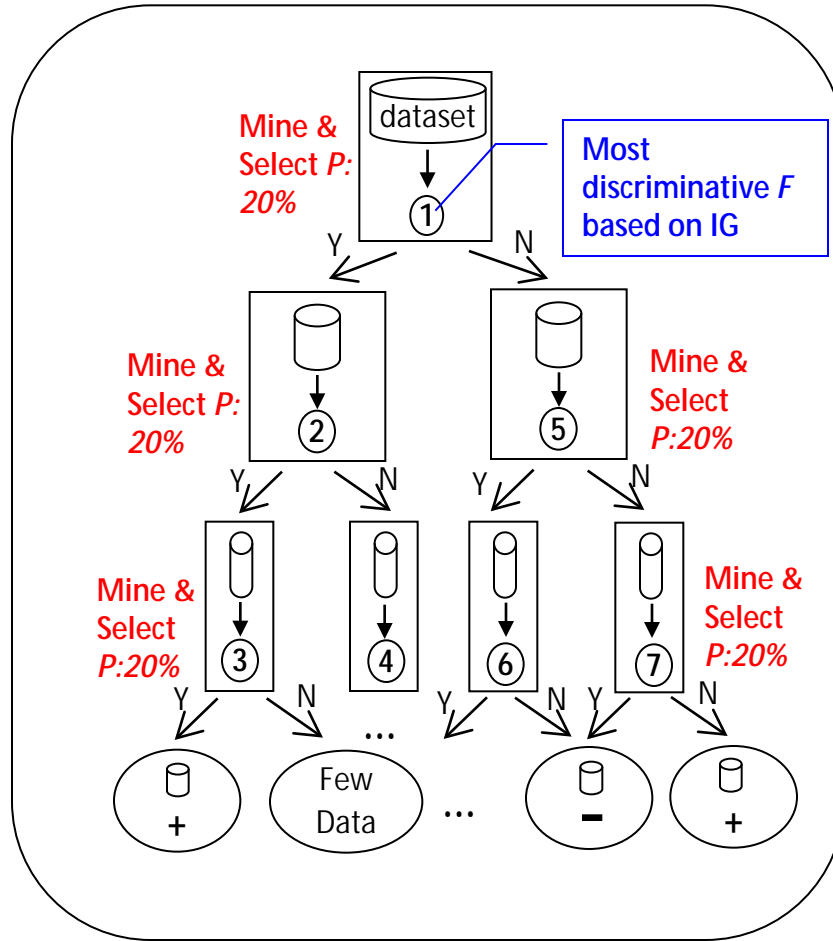 dataset
Mine &
Select P:
20%
1
Most
discriminative F
based on IG
Y
N
Mine &
Select P:
20%
2
5
Mine &
Select
P:20%
Y
N
Y
N
Mine &
Select
P:20%
3
4
6
7
Mine &
Select
P:20%
Y
N
...
Y
N
Y
N
+
Few
Data
...
-
+